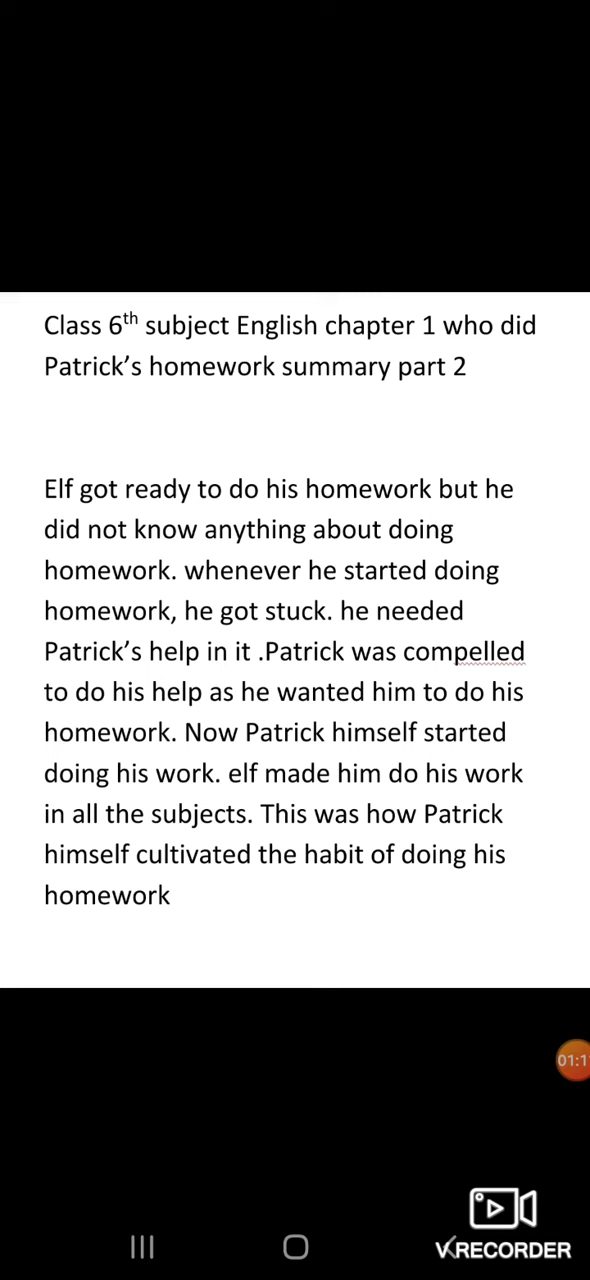 Class 6th subject English chapter 1 who did
Patrick’s homework summary part 2
Elf got ready to do his homework but he
did not know anything about doing
homework. whenever he started doing
homework, he got stuck. he needed
Patrick’s help in it .Patrick was compelled
to do his help as he wanted him to do his
homework. Now Patrick himself started
doing his work. elf made him do his work
in all the subjects. This was how Patrick
himself cultivated the habit of doing his
homework
01:1
VRECORDER